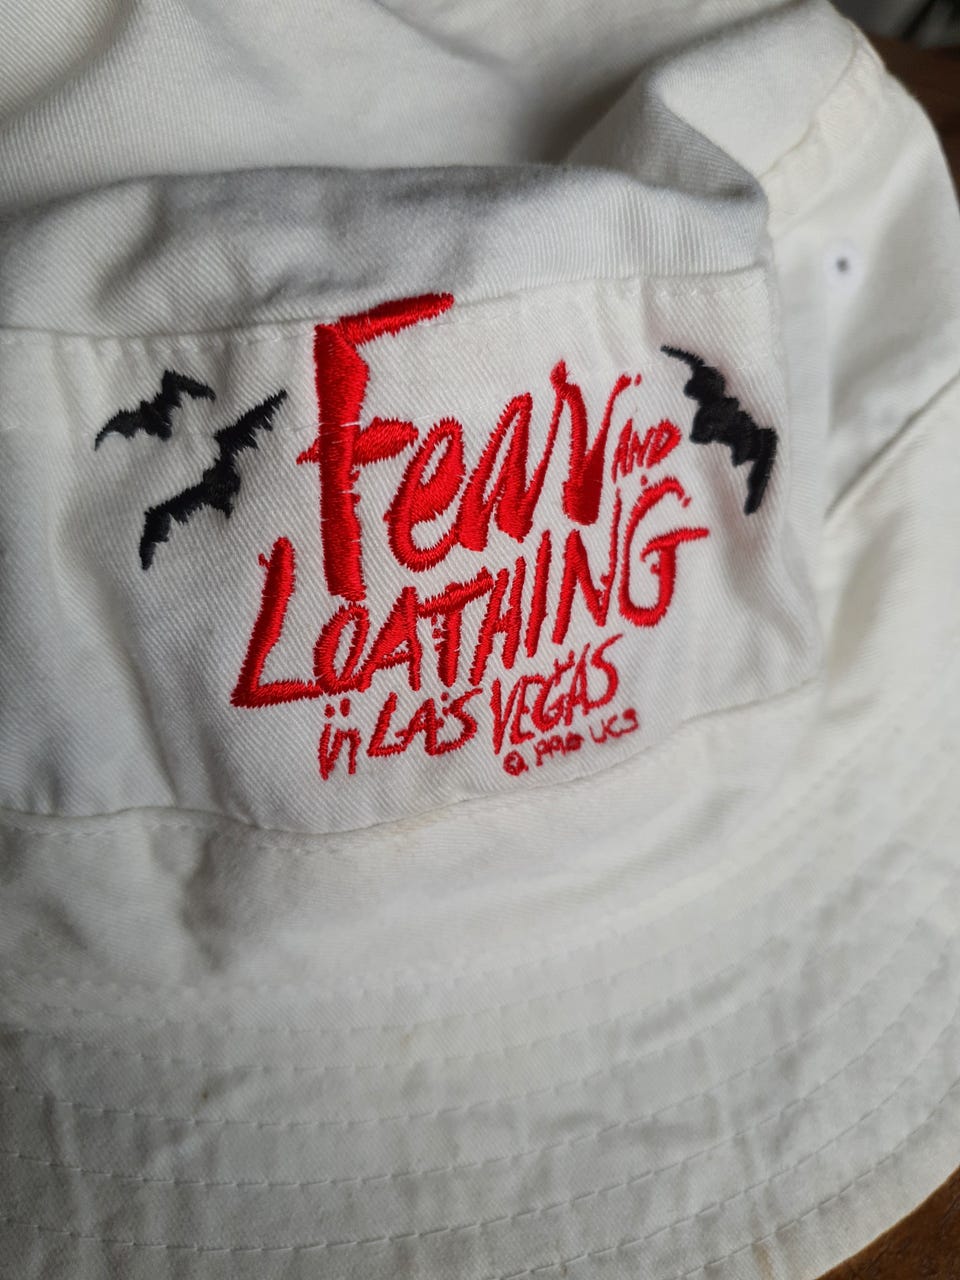 Fear AND
LOATHING
in LAS VEGAS
© 1998 UCS